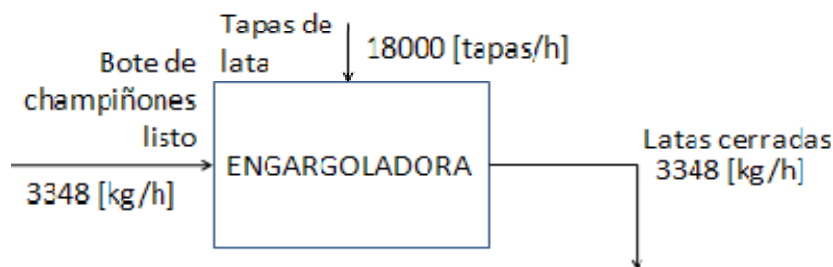 Tapas de
lata
18000 [tapas/h]
Bote de
champiñones
listo
3348 [kg/h]
ENGARGOLADORA
Latas cerradas
3348 [kg/h]